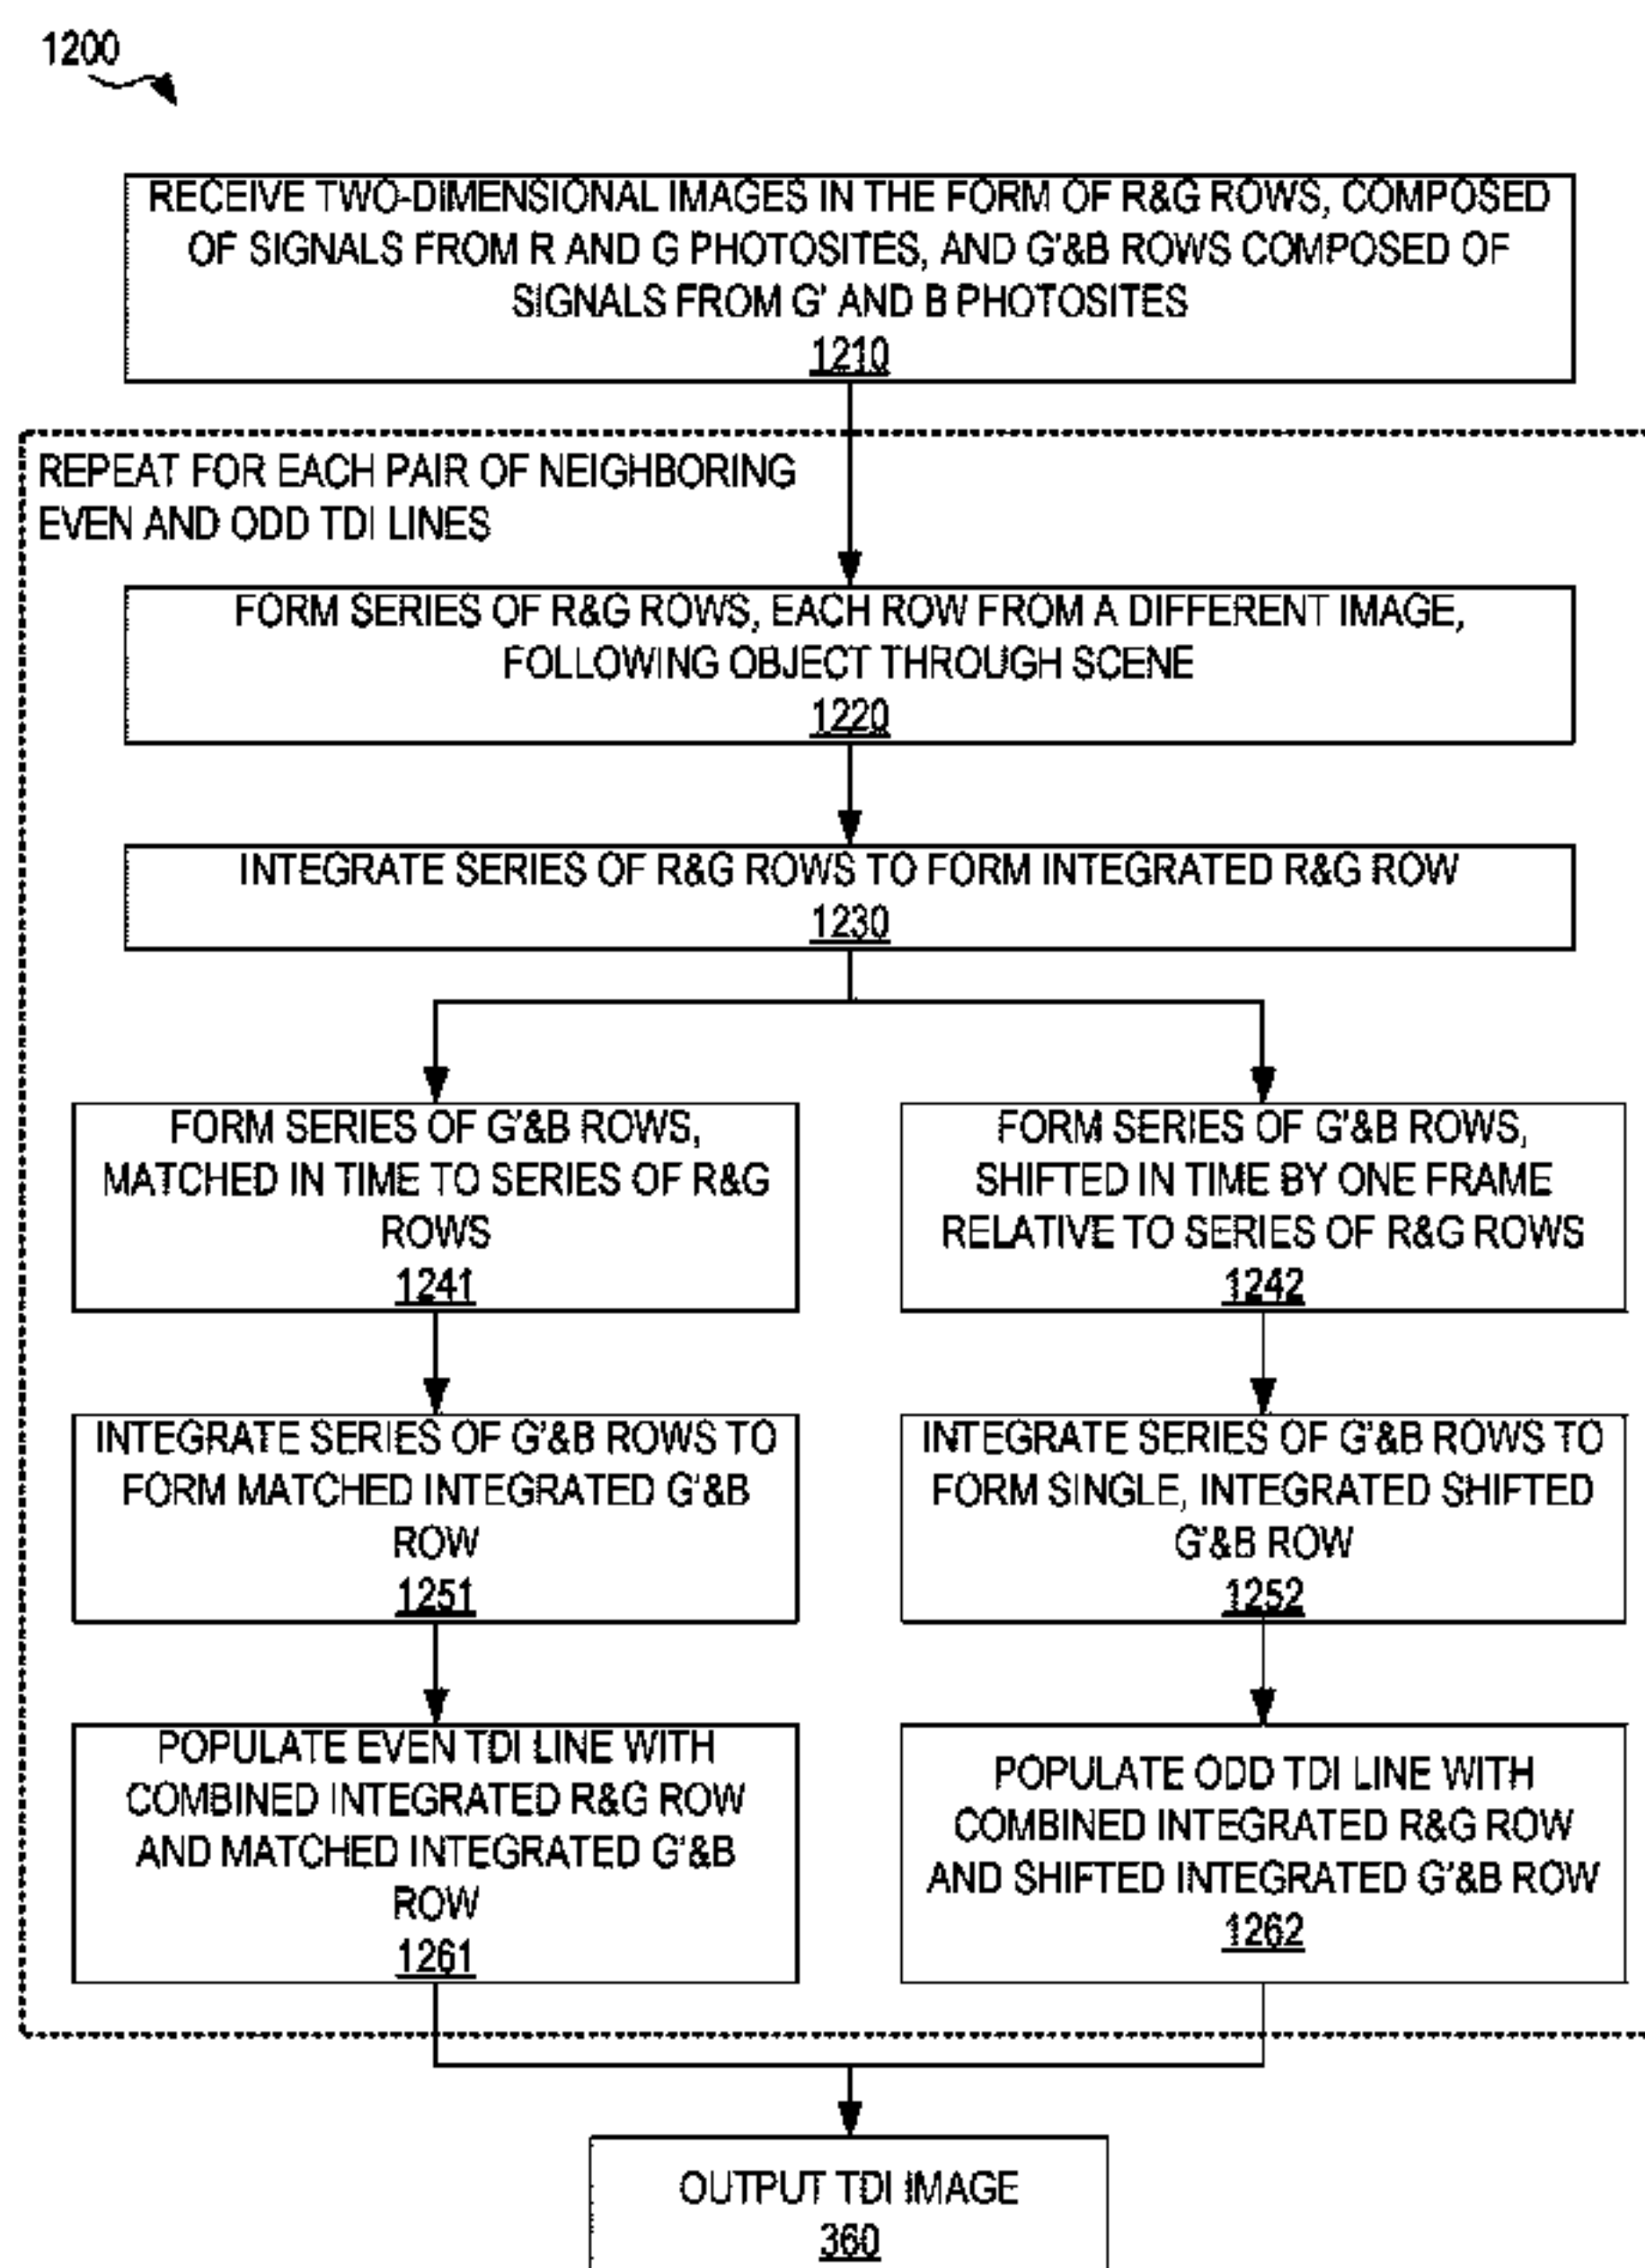 1200
RECEIVE TWO-DIMENSIONAL IMAGES IN THE FORM OF R&G ROWS, COMPOSED
OF SIGNALS FROM R AND G PHOTOSITES, AND G'&B ROWS COMPOSED OF
SIGNALS FROM G' AND B PHOTOSITES
1210
REPEAT FOR EACH PAIR OF NEIGHBORING
EVEN AND ODD TDI LINES
FORM SERIES OF R&G ROWS, EACH ROW FROM A DIFFERENT IMAGE,
FOLLOWING OBJECT THROUGH SCENE
1220
INTEGRATE SERIES OF R&G ROWS TO FORM INTEGRATED R&G ROW
1230
FORM SERIES OF G'&B ROWS,
MATCHED IN TIME TO SERIES OF R&G
ROWS
1241
FORM SERIES OF G'&B ROWS,
SHIFTED IN TIME BY ONE FRAME
RELATIVE TO SERIES OF R&G ROWS
1242
INTEGRATE SERIES OF G'&B ROWS TO
FORM MATCHED INTEGRATED G'&B
ROW
1251
INTEGRATE SERIES OF G'&B ROWS TO
FORM SINGLE, INTEGRATED SHIFTED
G'&B ROW
1252
POPULATE EVEN TDI LINE WITH
COMBINED INTEGRATED R&G ROW
AND MATCHED INTEGRATED G'&B
ROW
1261
POPULATE ODD TDI LINE WITH
COMBINED INTEGRATED R&G ROW
AND SHIFTED INTEGRATED G'&B ROW
1262
OUTPUT TDI IMAGE
360